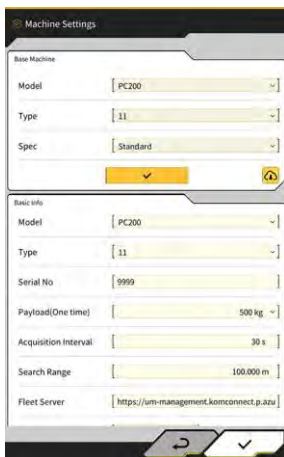 Machine Settings
Base Machine
Model PC200
Type 11
Spec Standard
Basic Info
Model PC200
Type 11
Serial No 9999
Payload(One time) 500 kg
Acquisition Interval 30 s
Search Range 100.000 m
Fleet Server https://um-management.komconnect.p.azu